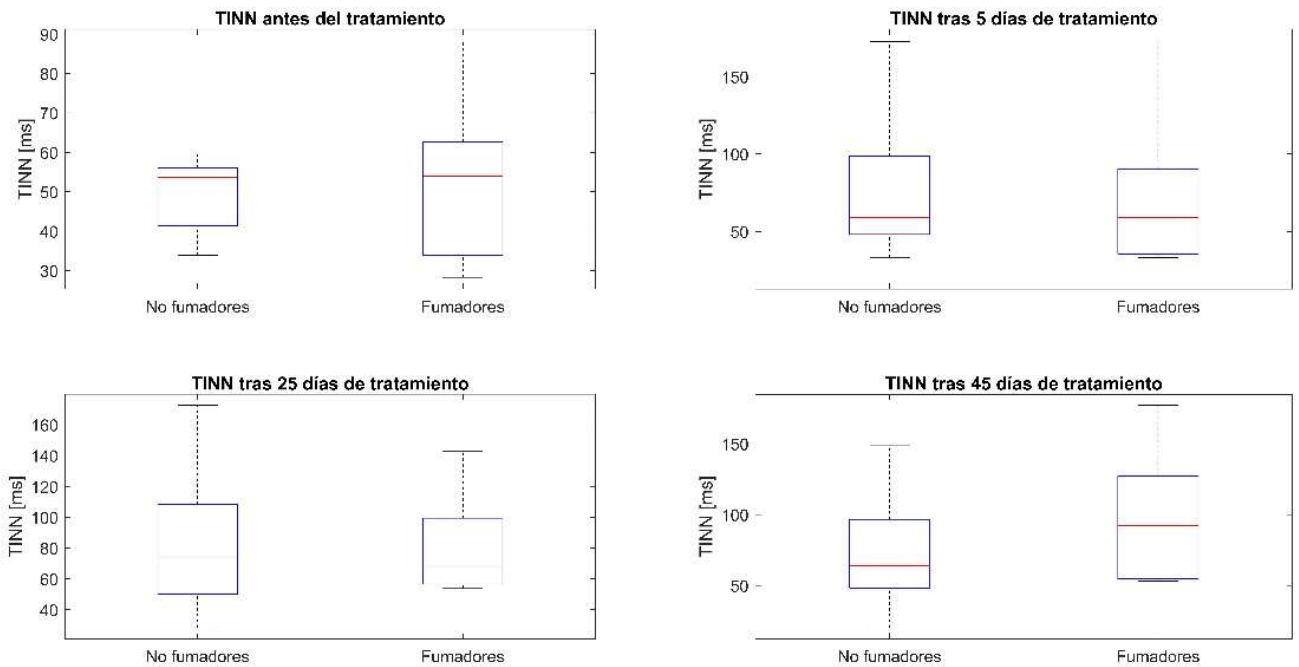 TINN antes del tratamiento
90
80
70
60
50
40
30
TINN [ms]
No fumadores
Fumadores
TINN tras 5 días de tratamiento
150
100
50
TINN [ms]
No fumadores
Fumadores
TINN tras 25 días de tratamiento
160
140
120
100
80
60
40
TINN [ms]
No fumadores
Fumadores
TINN tras 45 días de tratamiento
150
100
50
TINN [ms]
No fumadores
Fumadores